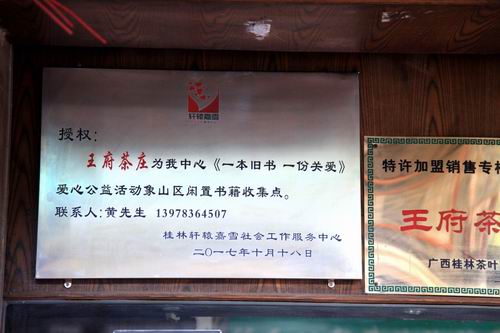 轩辕嘉雪
授权:
王府茶庄为我中心《一本旧书 一份关爱》
爱心公益活动象山区闲置书籍收集点。
联系人:黄先生 13978364507
桂林轩辕嘉雪社会工作服务中心
二〇一七年十月十八日
特许加盟销售专
王府茶
广西桂林茶叶